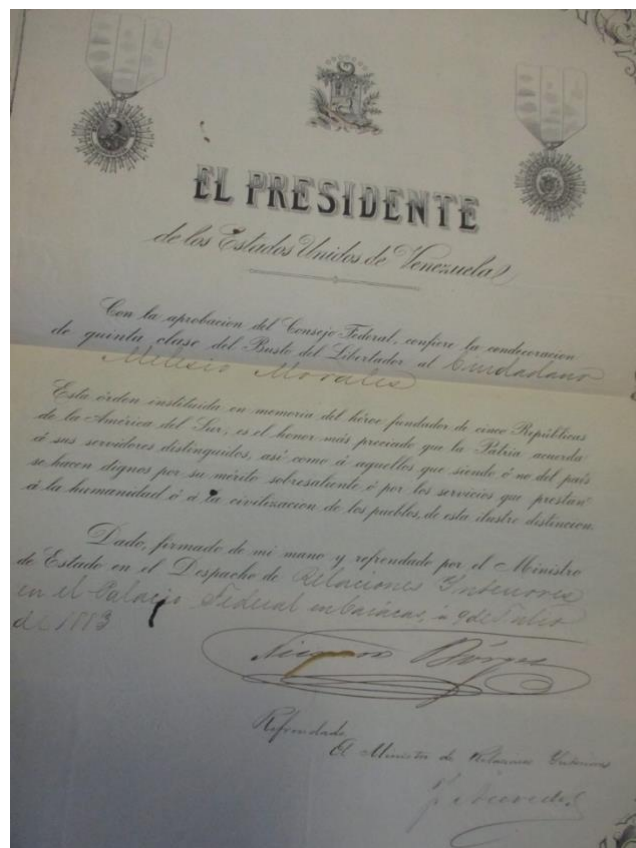 EL PRESIDENTE
de los Estados Unidos de Venezuela
Con la aprobacion del Consejo Federal, confiere la condecoracion
de quinta clase del Busto del Libertador al Ciudadano
Melesio Morales
Esta órden instituida en memoria del héroe fundador de cinco Repúblicas
de la América del Sur, es el honor más preciado que la Patria acuerda
á sus servidores distinguidos, así como á aquellos que siendo ó no del país
se hacen dignos por su mérito sobresaliente ó por los servicios que prestan
á la humanidad ó á la civilizacion de los pueblos, de esta ilustre distincion.
Dado, firmado de mi mano y refrendado por el Ministro
de Estado en el Despacho de Relaciones Interiores
en el Palacio Federal en Carácas, á 9 de
de
Borges
Refrendado
El Ministro de Relaciones Interiores